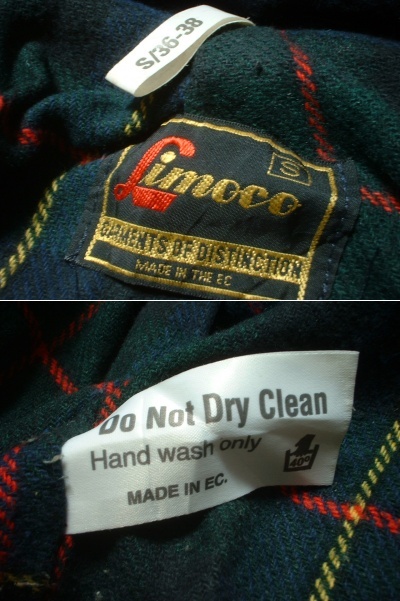 S/36-38
S
Limoco
GARMENTS OF DISTINCTION
MADE IN THE EC
Do Not Dry Clean
Hand wash only
40°
MADE IN EC.